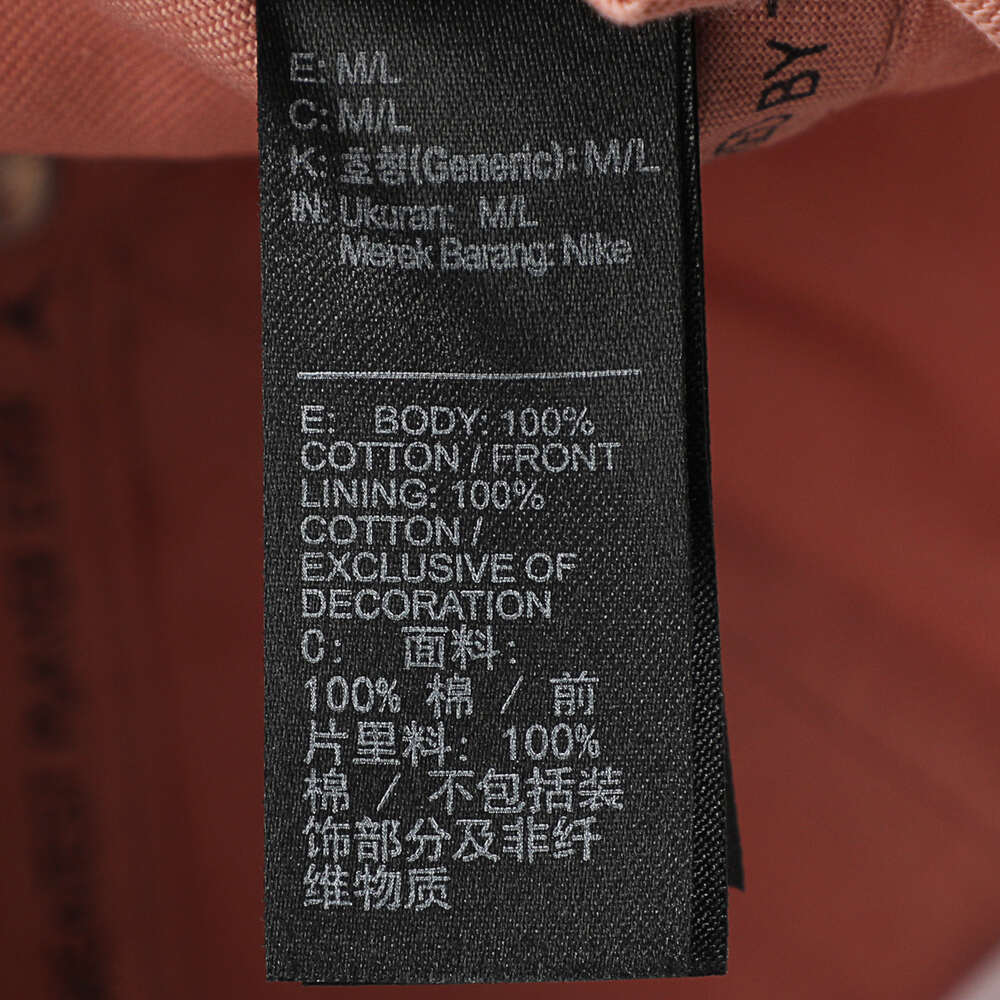 E: M/L
C: M/L
K: 호칭(Generic): M/L
IN: Ukuran: M/L
Merek Barang: Nike
E: BODY: 100%
COTTON / FRONT
LINING: 100%
COTTON /
EXCLUSIVE OF
DECORATION
C: 面料:
100% 棉 / 前
片里料: 100%
棉 / 不包括装
饰部分及非纤
维物质
BY